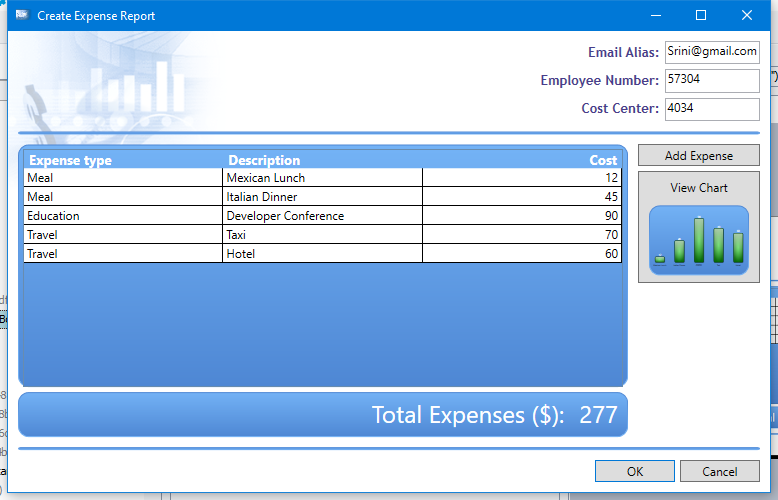 Create Expense Report
Email Alias: Srini@gmail.com
Employee Number: 57304
Cost Center: 4034
Expense type Description Cost
Meal Mexican Lunch 12
Meal Italian Dinner 45
Education Developer Conference 90
Travel Taxi 70
Travel Hotel 60
Add Expense
View Chart
Total Expenses ($): 277
OK Cancel